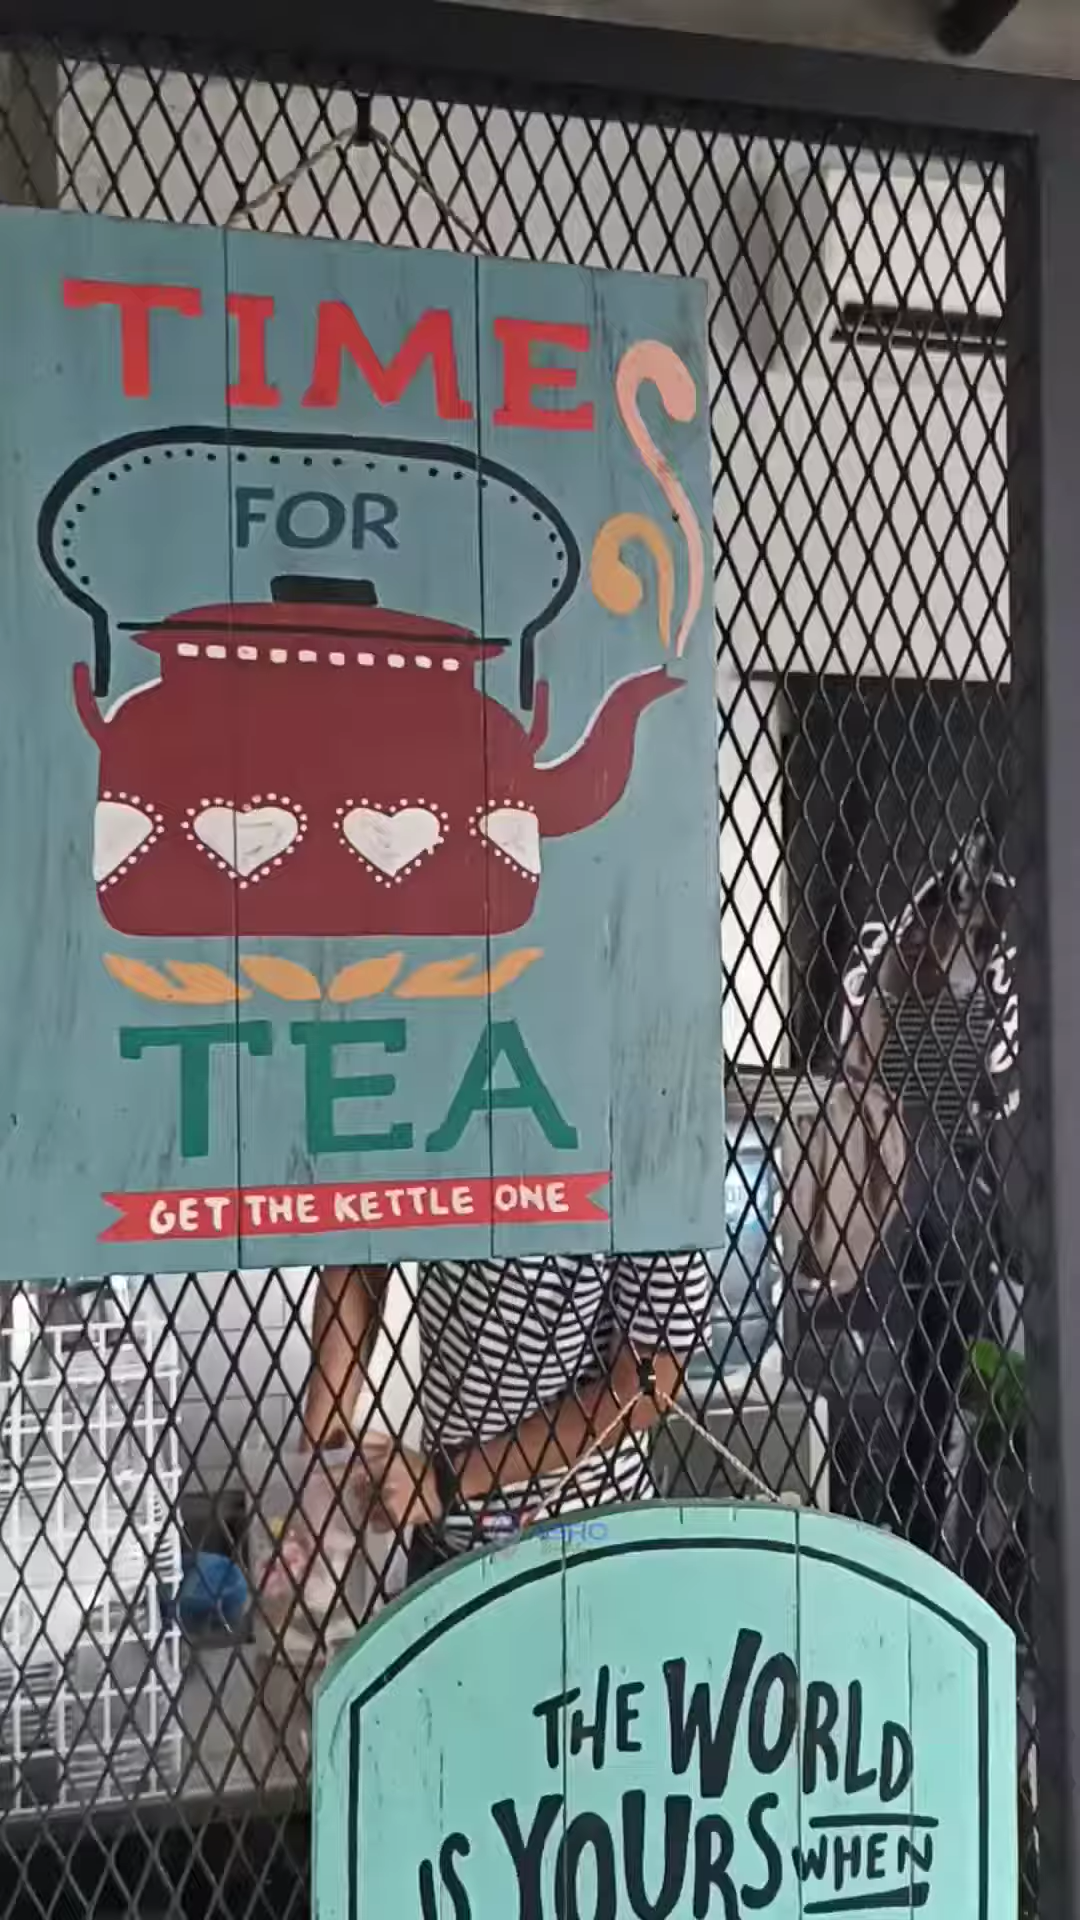 TIME
FOR
TEA
GET THE KETTLE ONE
THE WORLD
IS YOURS WHEN